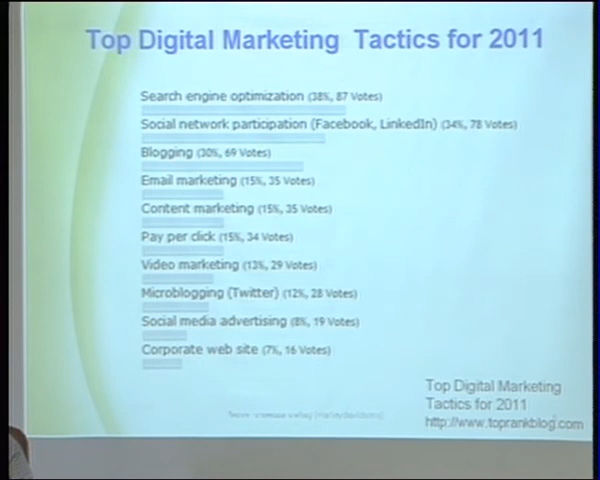 Top Digital Marketing Tactics for 2011
Search engine optimization (38%, 87 Votes)
Social network participation (Facebook, LinkedIn) (34%, 78 Votes)
Blogging (30%, 69 Votes)
Email marketing (15%, 35 Votes)
Content marketing (15%, 35 Votes)
Pay per click (15%, 34 Votes)
Video marketing (13%, 29 Votes)
Microblogging (Twitter) (12%, 28 Votes)
Social media advertising (8%, 19 Votes)
Corporate web site (7%, 16 Votes)
Top Digital Marketing
Tactics for 2011
http://www.toprankblog.com